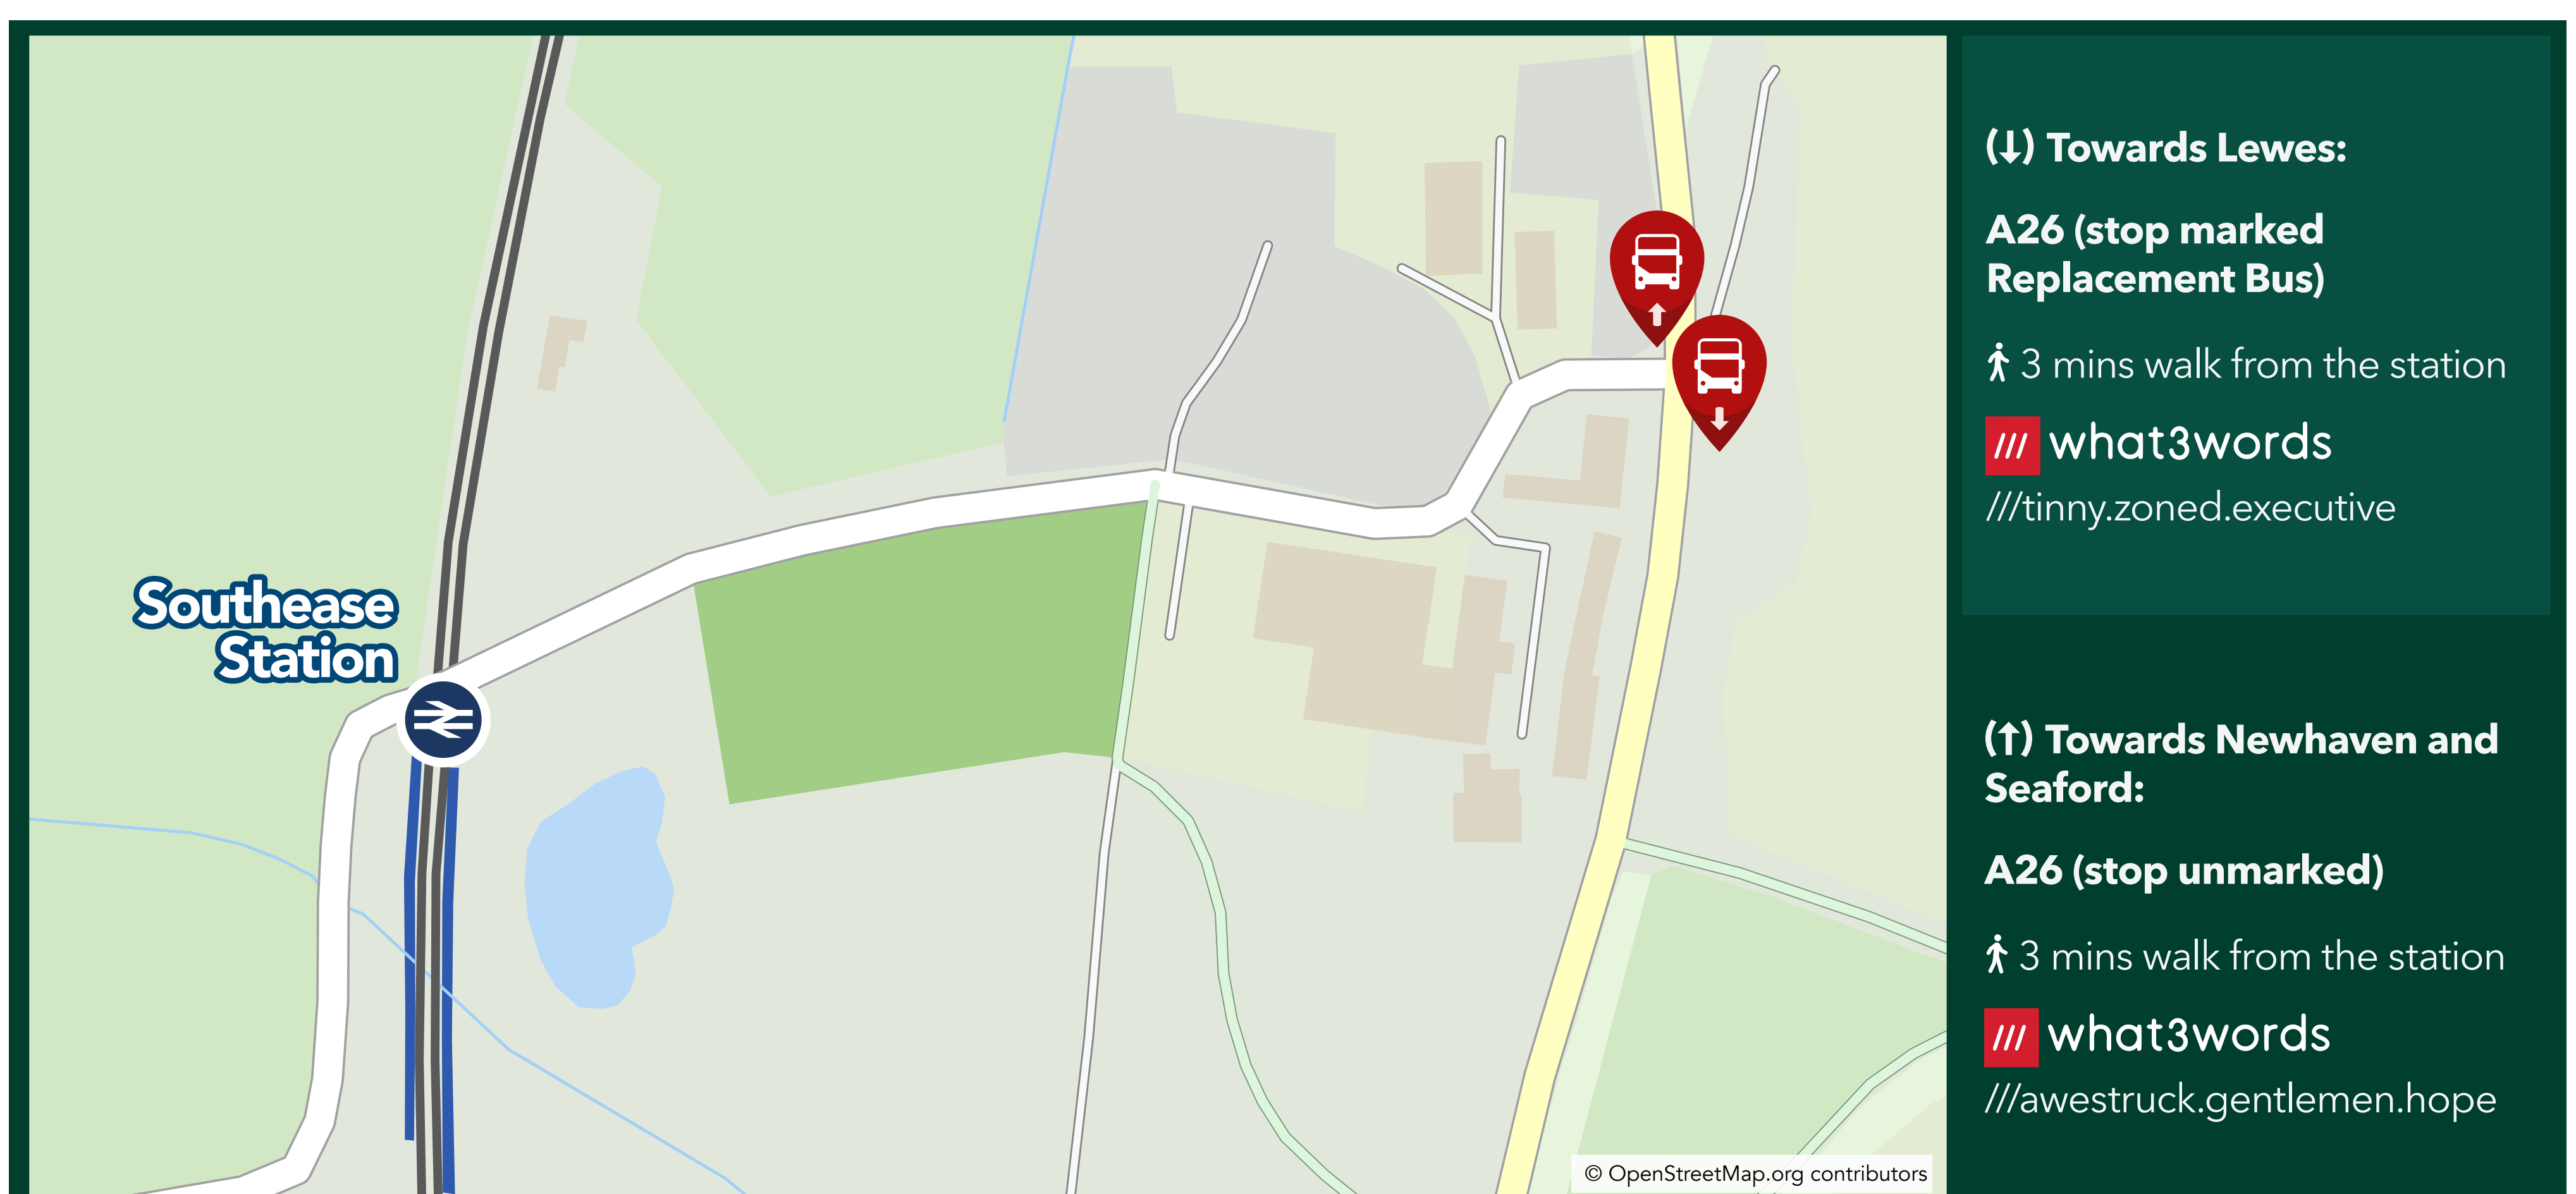 Southease
Station
© OpenStreetMap.org contributors
(↓) Towards Lewes:
A26 (stop marked
Replacement Bus)
3 mins walk from the station
/// what3words
///tinny.zoned.executive
(↑) Towards Newhaven and
Seaford:
A26 (stop unmarked)
3 mins walk from the station
/// what3words
///awestruck.gentlemen.hope